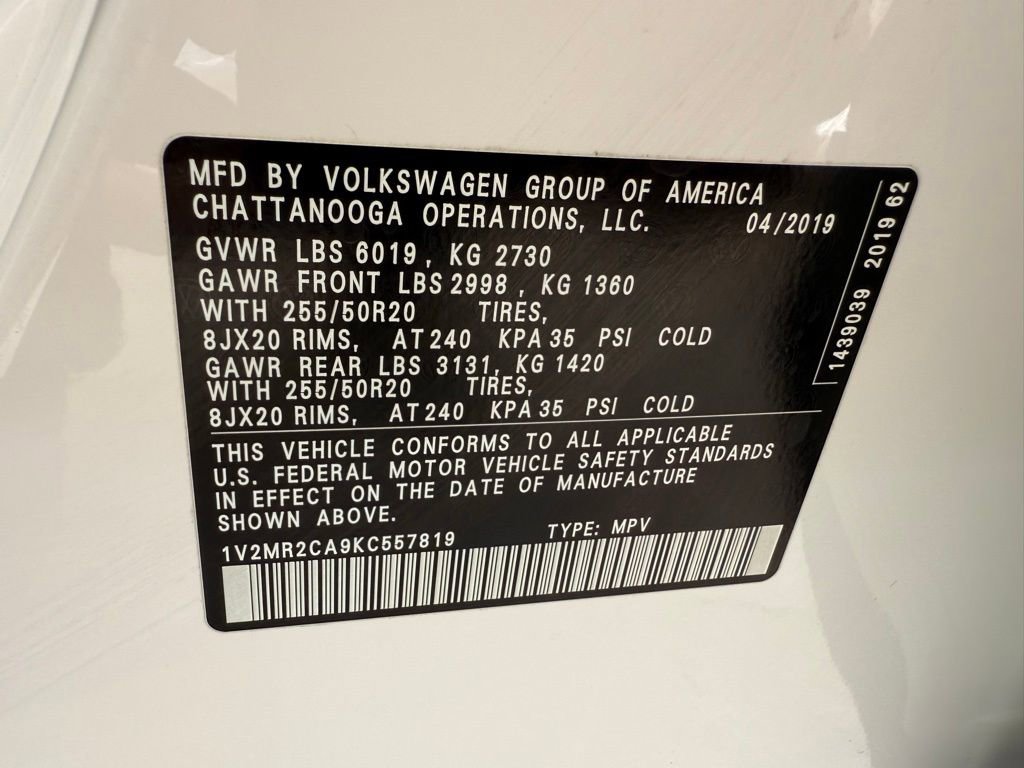 MFD BY VOLKSWAGEN GROUP OF AMERICA
CHATTANOOGA OPERATIONS, LLC. 04/2019
GVWR LBS 6019, KG 2730
GAWR FRONT LBS 2998, KG 1360
WITH 255/50R20 TIRES,
8JX20 RIMS, AT 240 KPA 35 PSI COLD
GAWR REAR LBS 3131, KG 1420
WITH 255/50R20 TIRES,
8JX20 RIMS, AT 240 KPA 35 PSI COLD
THIS VEHICLE CONFORMS TO ALL APPLICABLE
U.S. FEDERAL MOTOR VEHICLE SAFETY STANDARDS
IN EFFECT ON THE DATE OF MANUFACTURE
SHOWN ABOVE.
1V2MR2CA9KC557819 TYPE: MPV
1439039 2019 62